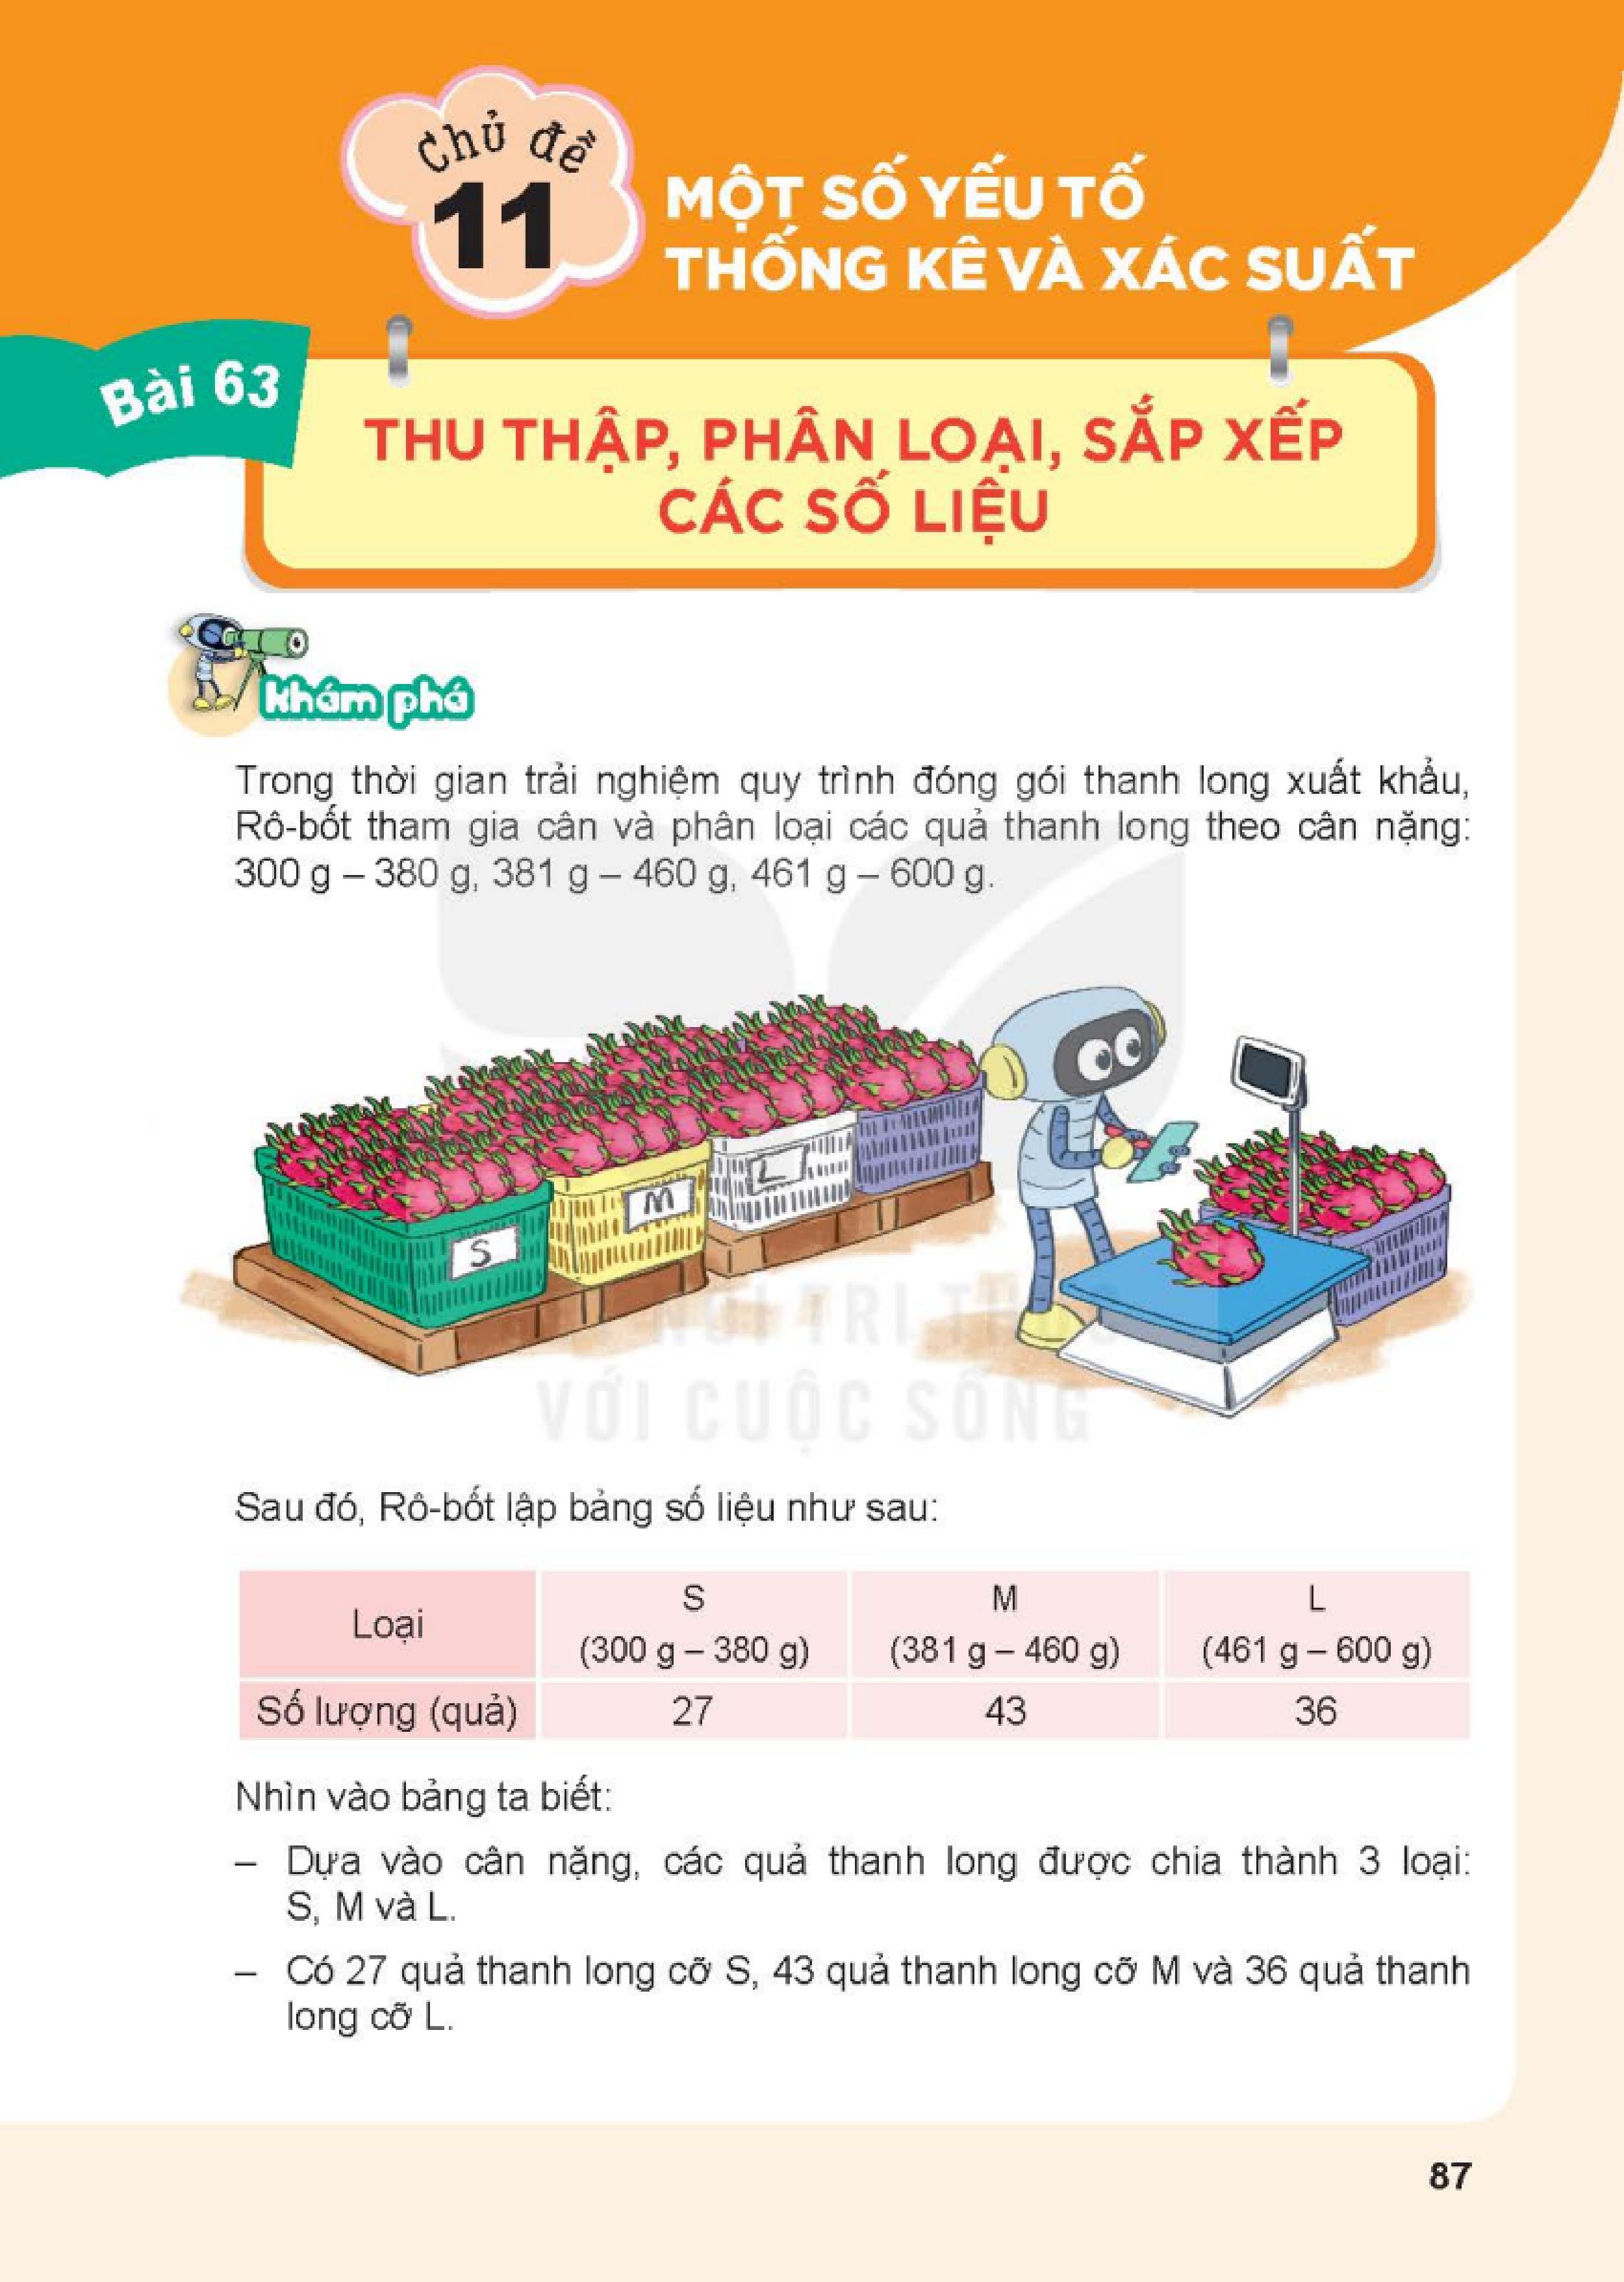 Chủ đề
11
MỘT SỐ YẾU TỐ
THỐNG KÊ VÀ XÁC SUẤT
Bài 63
THU THẬP, PHÂN LOẠI, SẮP XẾP
CÁC SỐ LIỆU
Khám phá
Trong thời gian trải nghiệm quy trình đóng gói thanh long xuất khẩu,
Rô-bốt tham gia cân và phân loại các quả thanh long theo cân nặng:
300 g – 380 g, 381 g – 460 g, 461 g – 600 g.
S
M
L
NỐI TRI THỨC
VỚI CUỘC SỐNG
Sau đó, Rô-bốt lập bảng số liệu như sau:
Loại
S
(300 g – 380 g)
M
(381 g – 460 g)
L
(461 g – 600 g)
Số lượng (quả) 27 43 36
Nhìn vào bảng ta biết:
– Dựa vào cân nặng, các quả thanh long được chia thành 3 loại:
S, M và L.
– Có 27 quả thanh long cỡ S, 43 quả thanh long cỡ M và 36 quả thanh
long cỡ L.
87